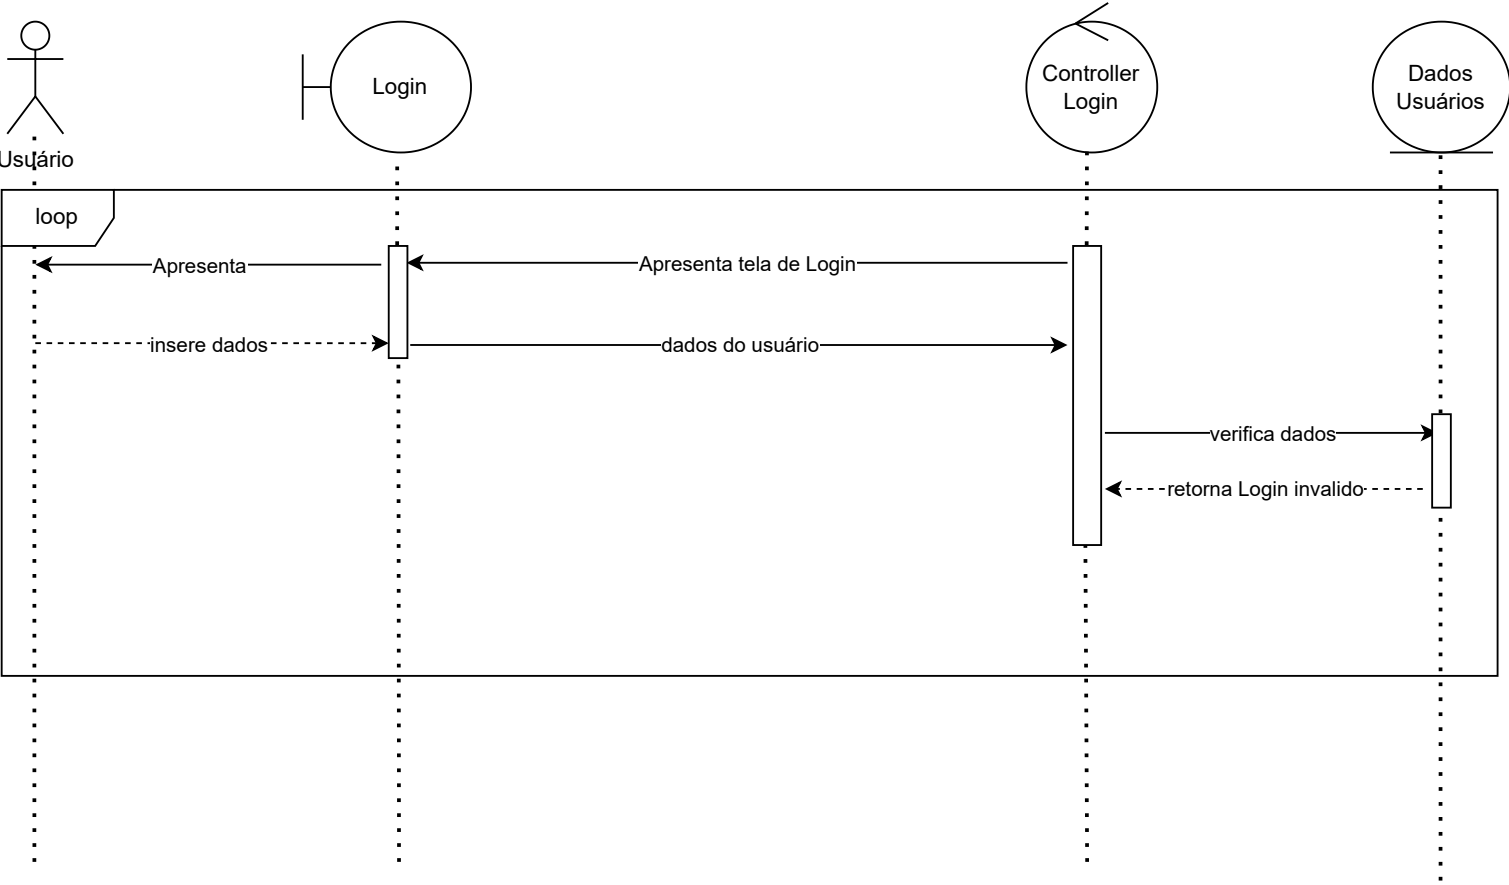 Login
Controller
Login
Dados
Usuários
Usuário
loop
Apresenta
Apresenta tela de Login
insere dados
dados do usuário
verifica dados
retorna Login invalido